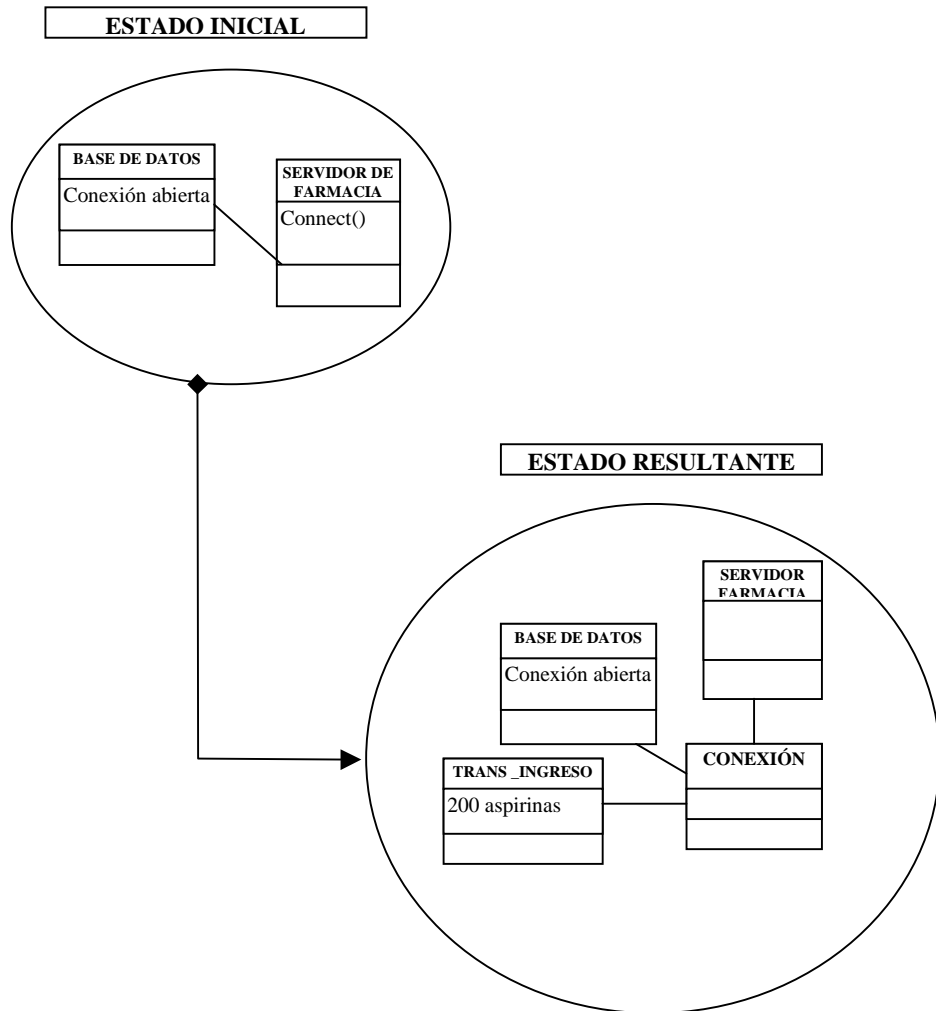 ESTADO INICIAL
BASE DE DATOS
Conexión abierta
SERVIDOR DE
FARMACIA
Connect()
ESTADO RESULTANTE
SERVIDOR
FARMACIA
BASE DE DATOS
Conexión abierta
CONEXIÓN
TRANS _INGRESO
200 aspirinas